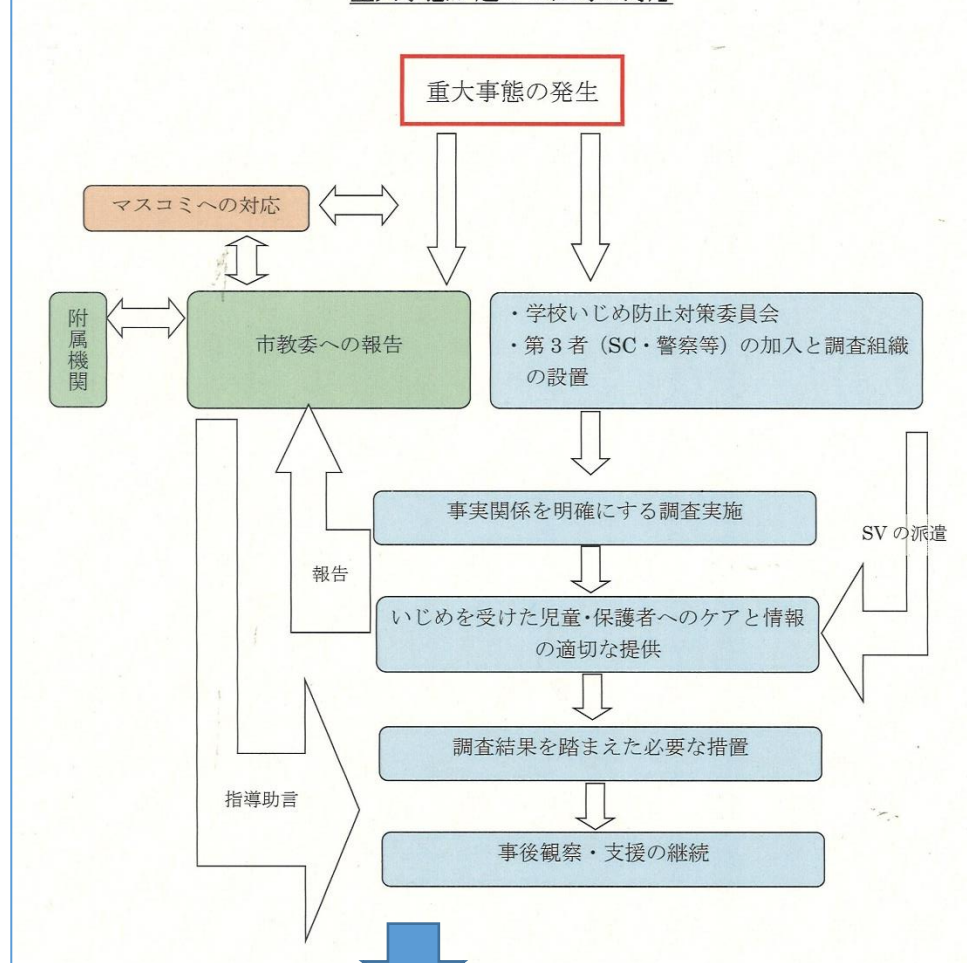 重大事態の発生
マスコミへの対応
附属機関
市教委への報告
・学校いじめ防止対策委員会
・第３者（SC・警察等）の加入と調査組織
の設置
事実関係を明確にする調査実施
SV の派遣
報告
いじめを受けた児童・保護者へのケアと情報
の適切な提供
調査結果を踏まえた必要な措置
指導助言
事後観察・支援の継続